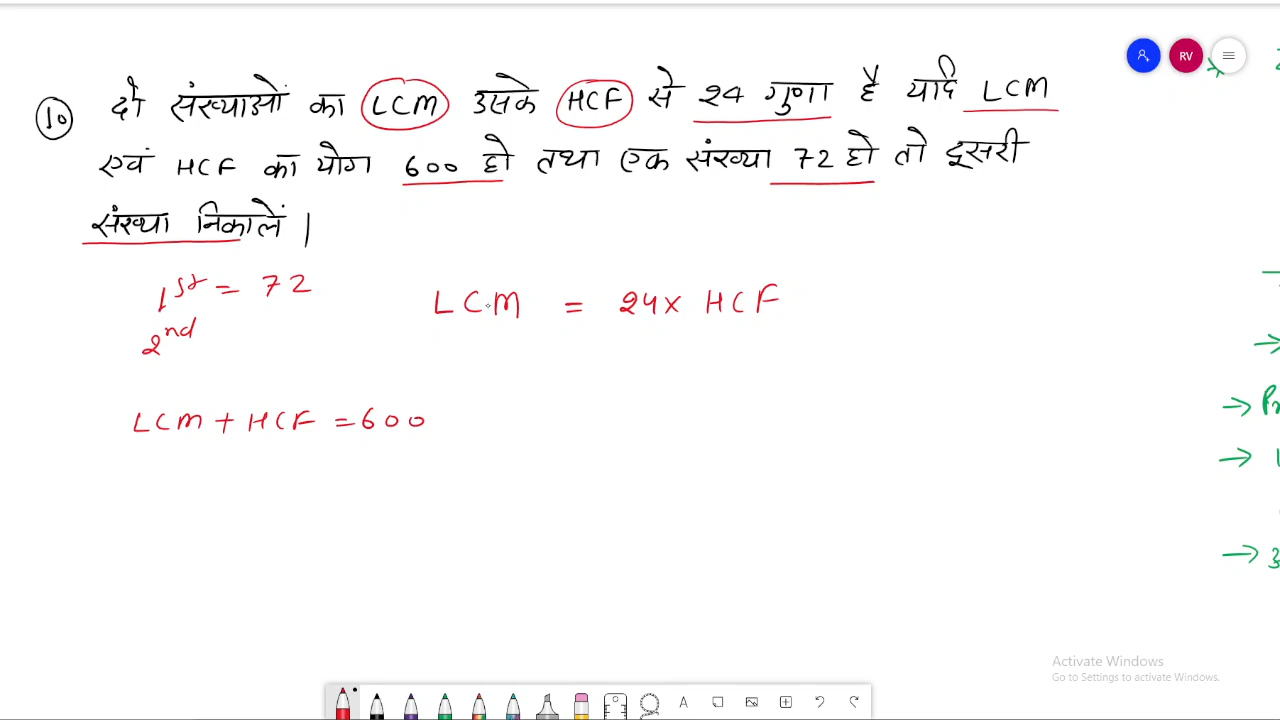 RV
10 दो संख्याओं का LCM उसके HCF से 24 गुणा है यदि LCM
एवं HCF का योग 600 हो तथा एक संख्या 72 हो तो दूसरी
संख्या निकालें |
1st = 72
LCM = 24 x HCF
2nd
LCM + HCF = 600
Activate Windows
Go to Settings to activate Windows.
A